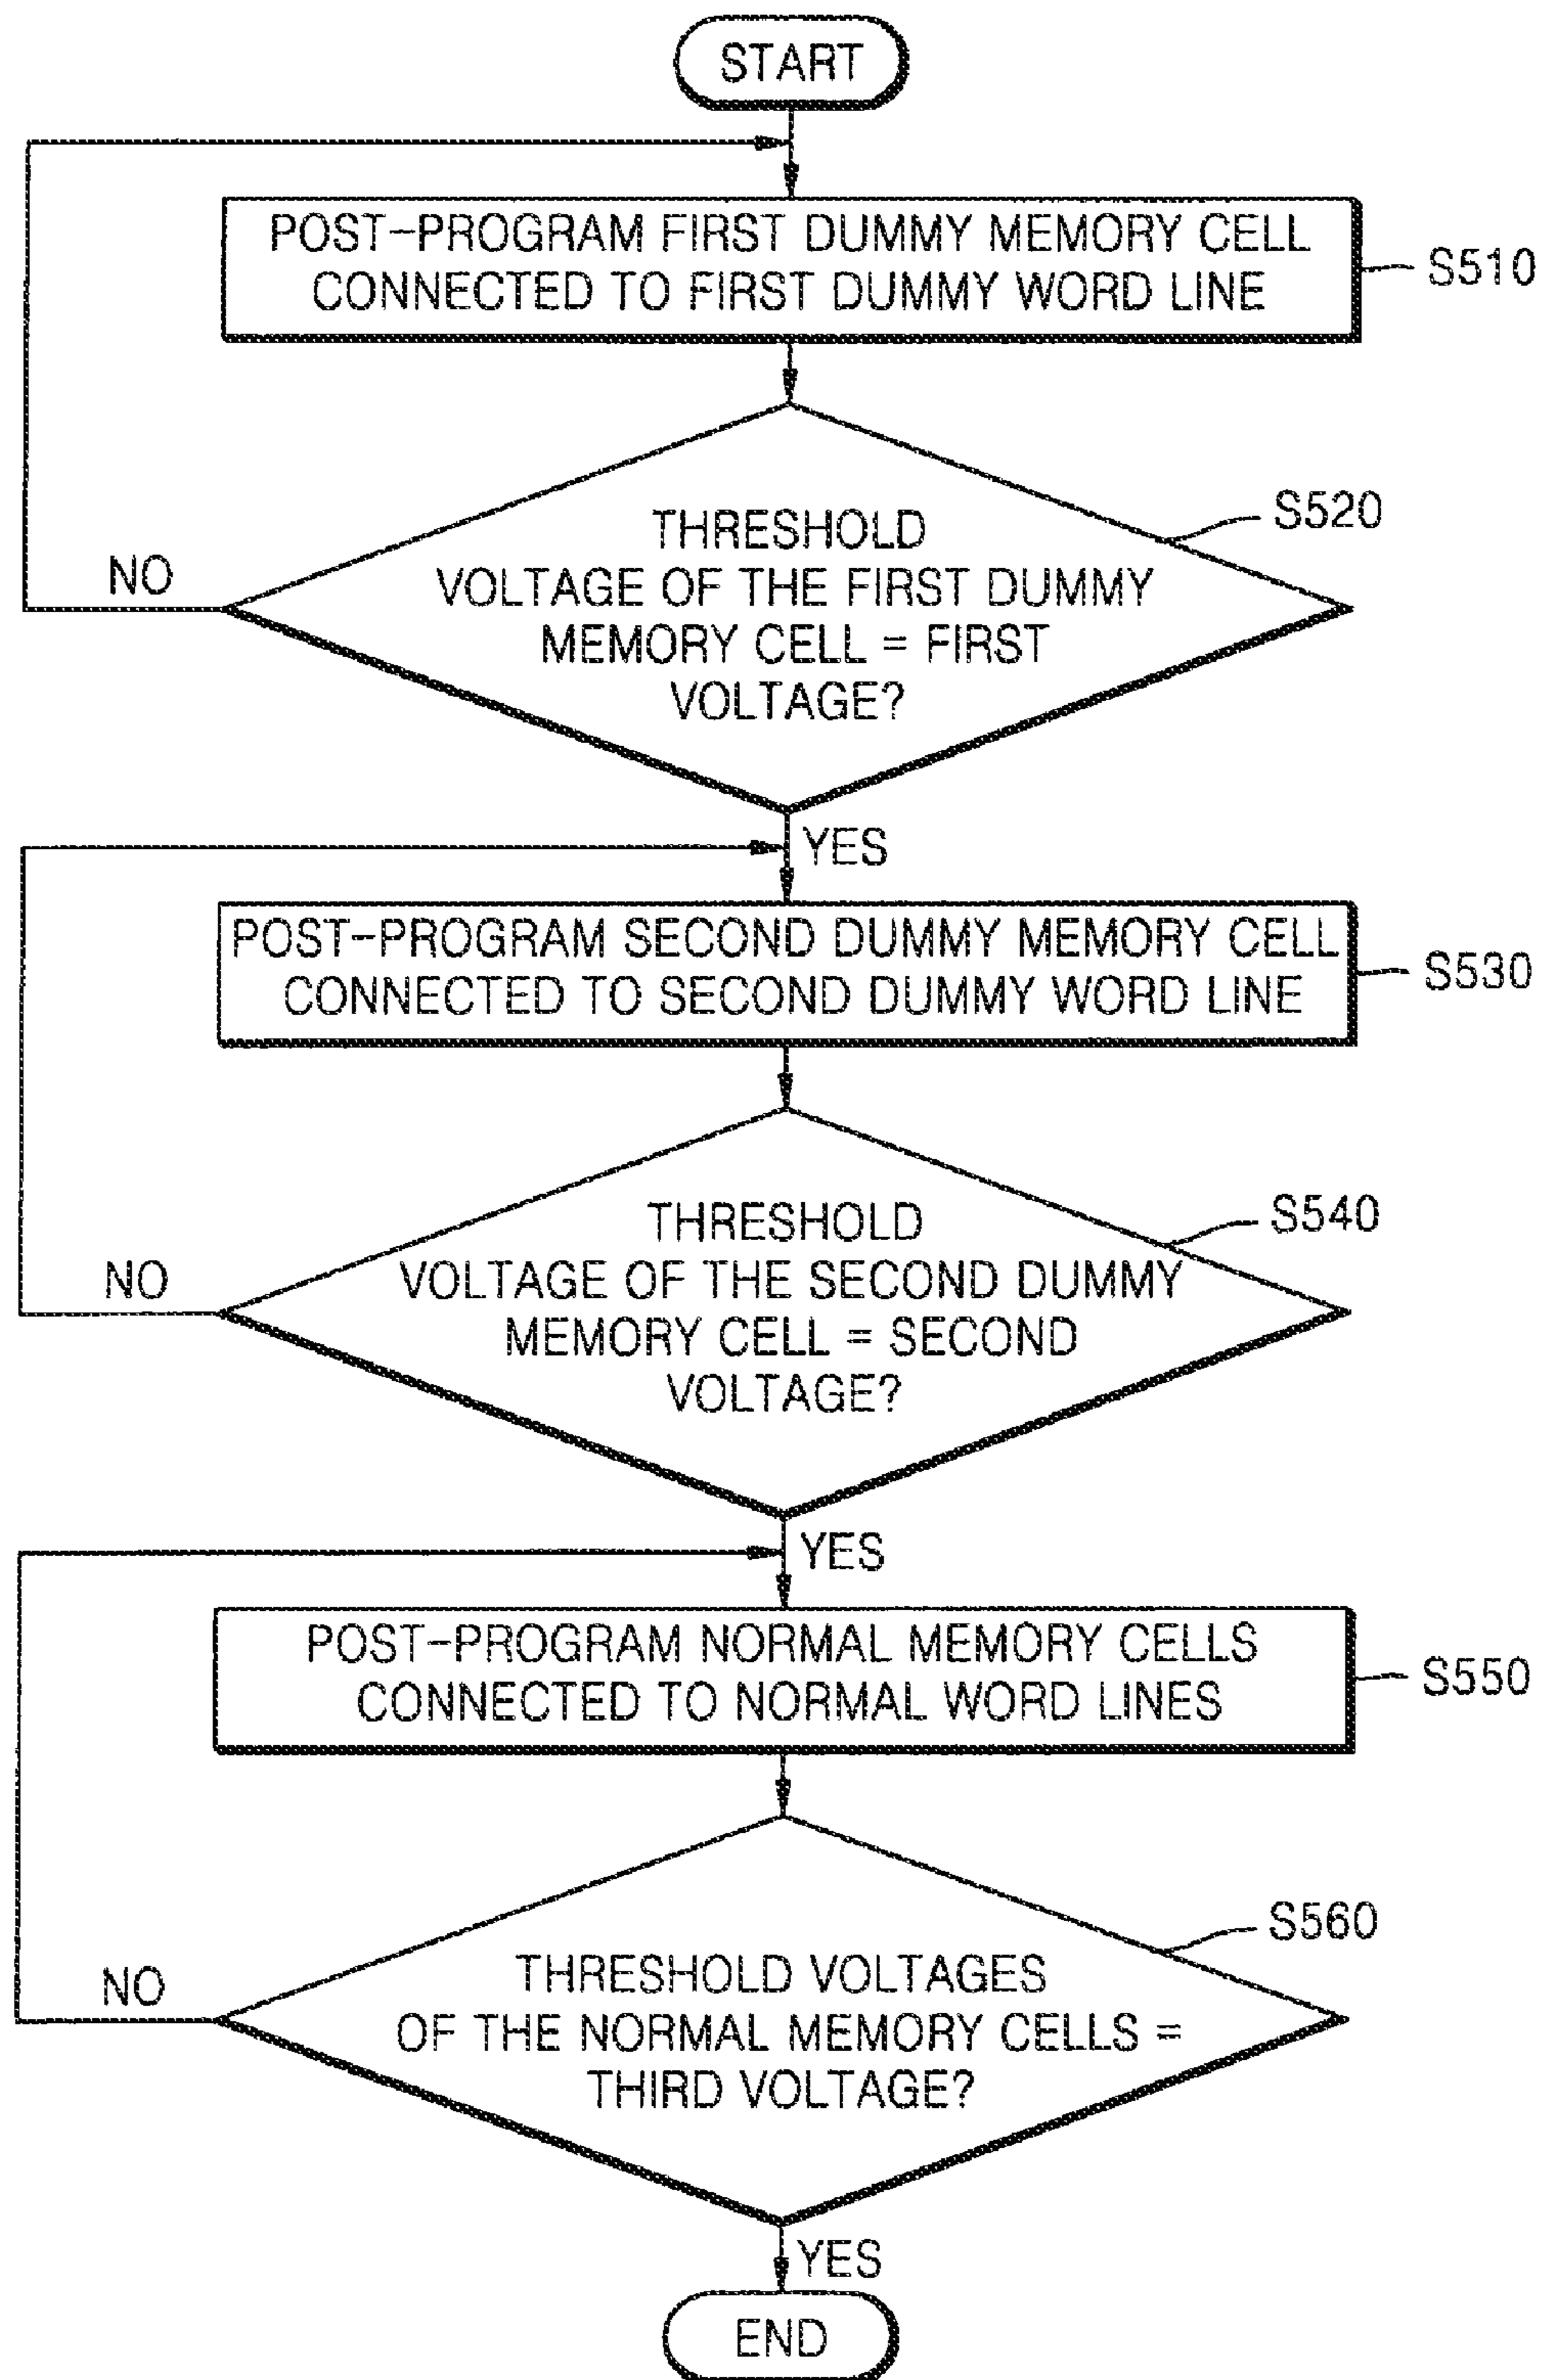 START
POST-PROGRAM FIRST DUMMY MEMORY CELL
CONNECTED TO FIRST DUMMY WORD LINE
S510
THRESHOLD
VOLTAGE OF THE FIRST DUMMY
MEMORY CELL = FIRST
VOLTAGE?
S520
NO
YES
POST-PROGRAM SECOND DUMMY MEMORY CELL
CONNECTED TO SECOND DUMMY WORD LINE
S530
THRESHOLD
VOLTAGE OF THE SECOND DUMMY
MEMORY CELL = SECOND
VOLTAGE?
S540
NO
YES
POST-PROGRAM NORMAL MEMORY CELLS
CONNECTED TO NORMAL WORD LINES
S550
THRESHOLD VOLTAGES
OF THE NORMAL MEMORY CELLS =
THIRD VOLTAGE?
S560
NO
YES
END